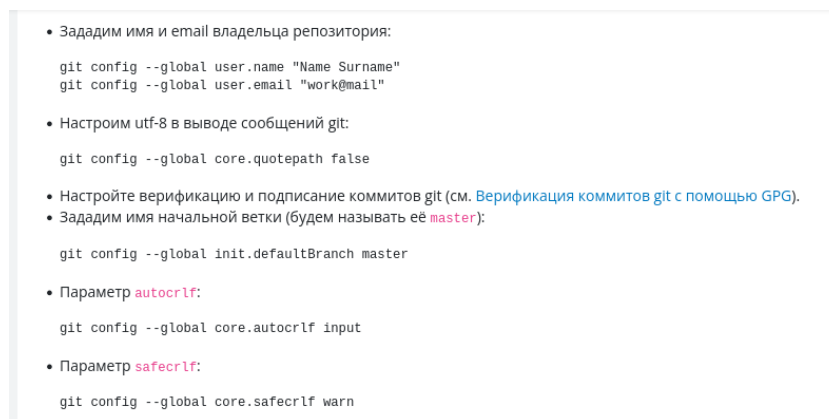 • Зададим имя и email владельца репозитория:
git config --global user.name "Name Surname"
git config --global user.email "work@mail"
• Настроим utf-8 в выводе сообщений git:
git config --global core.quotepath false
• Настройте верификацию и подписание коммитов git (см. Верификация коммитов git с помощью GPG).
• Зададим имя начальной ветки (будем называть её master):
git config --global init.defaultBranch master
• Параметр autocrlf:
git config --global core.autocrlf input
• Параметр safecrlf:
git config --global core.safecrlf warn